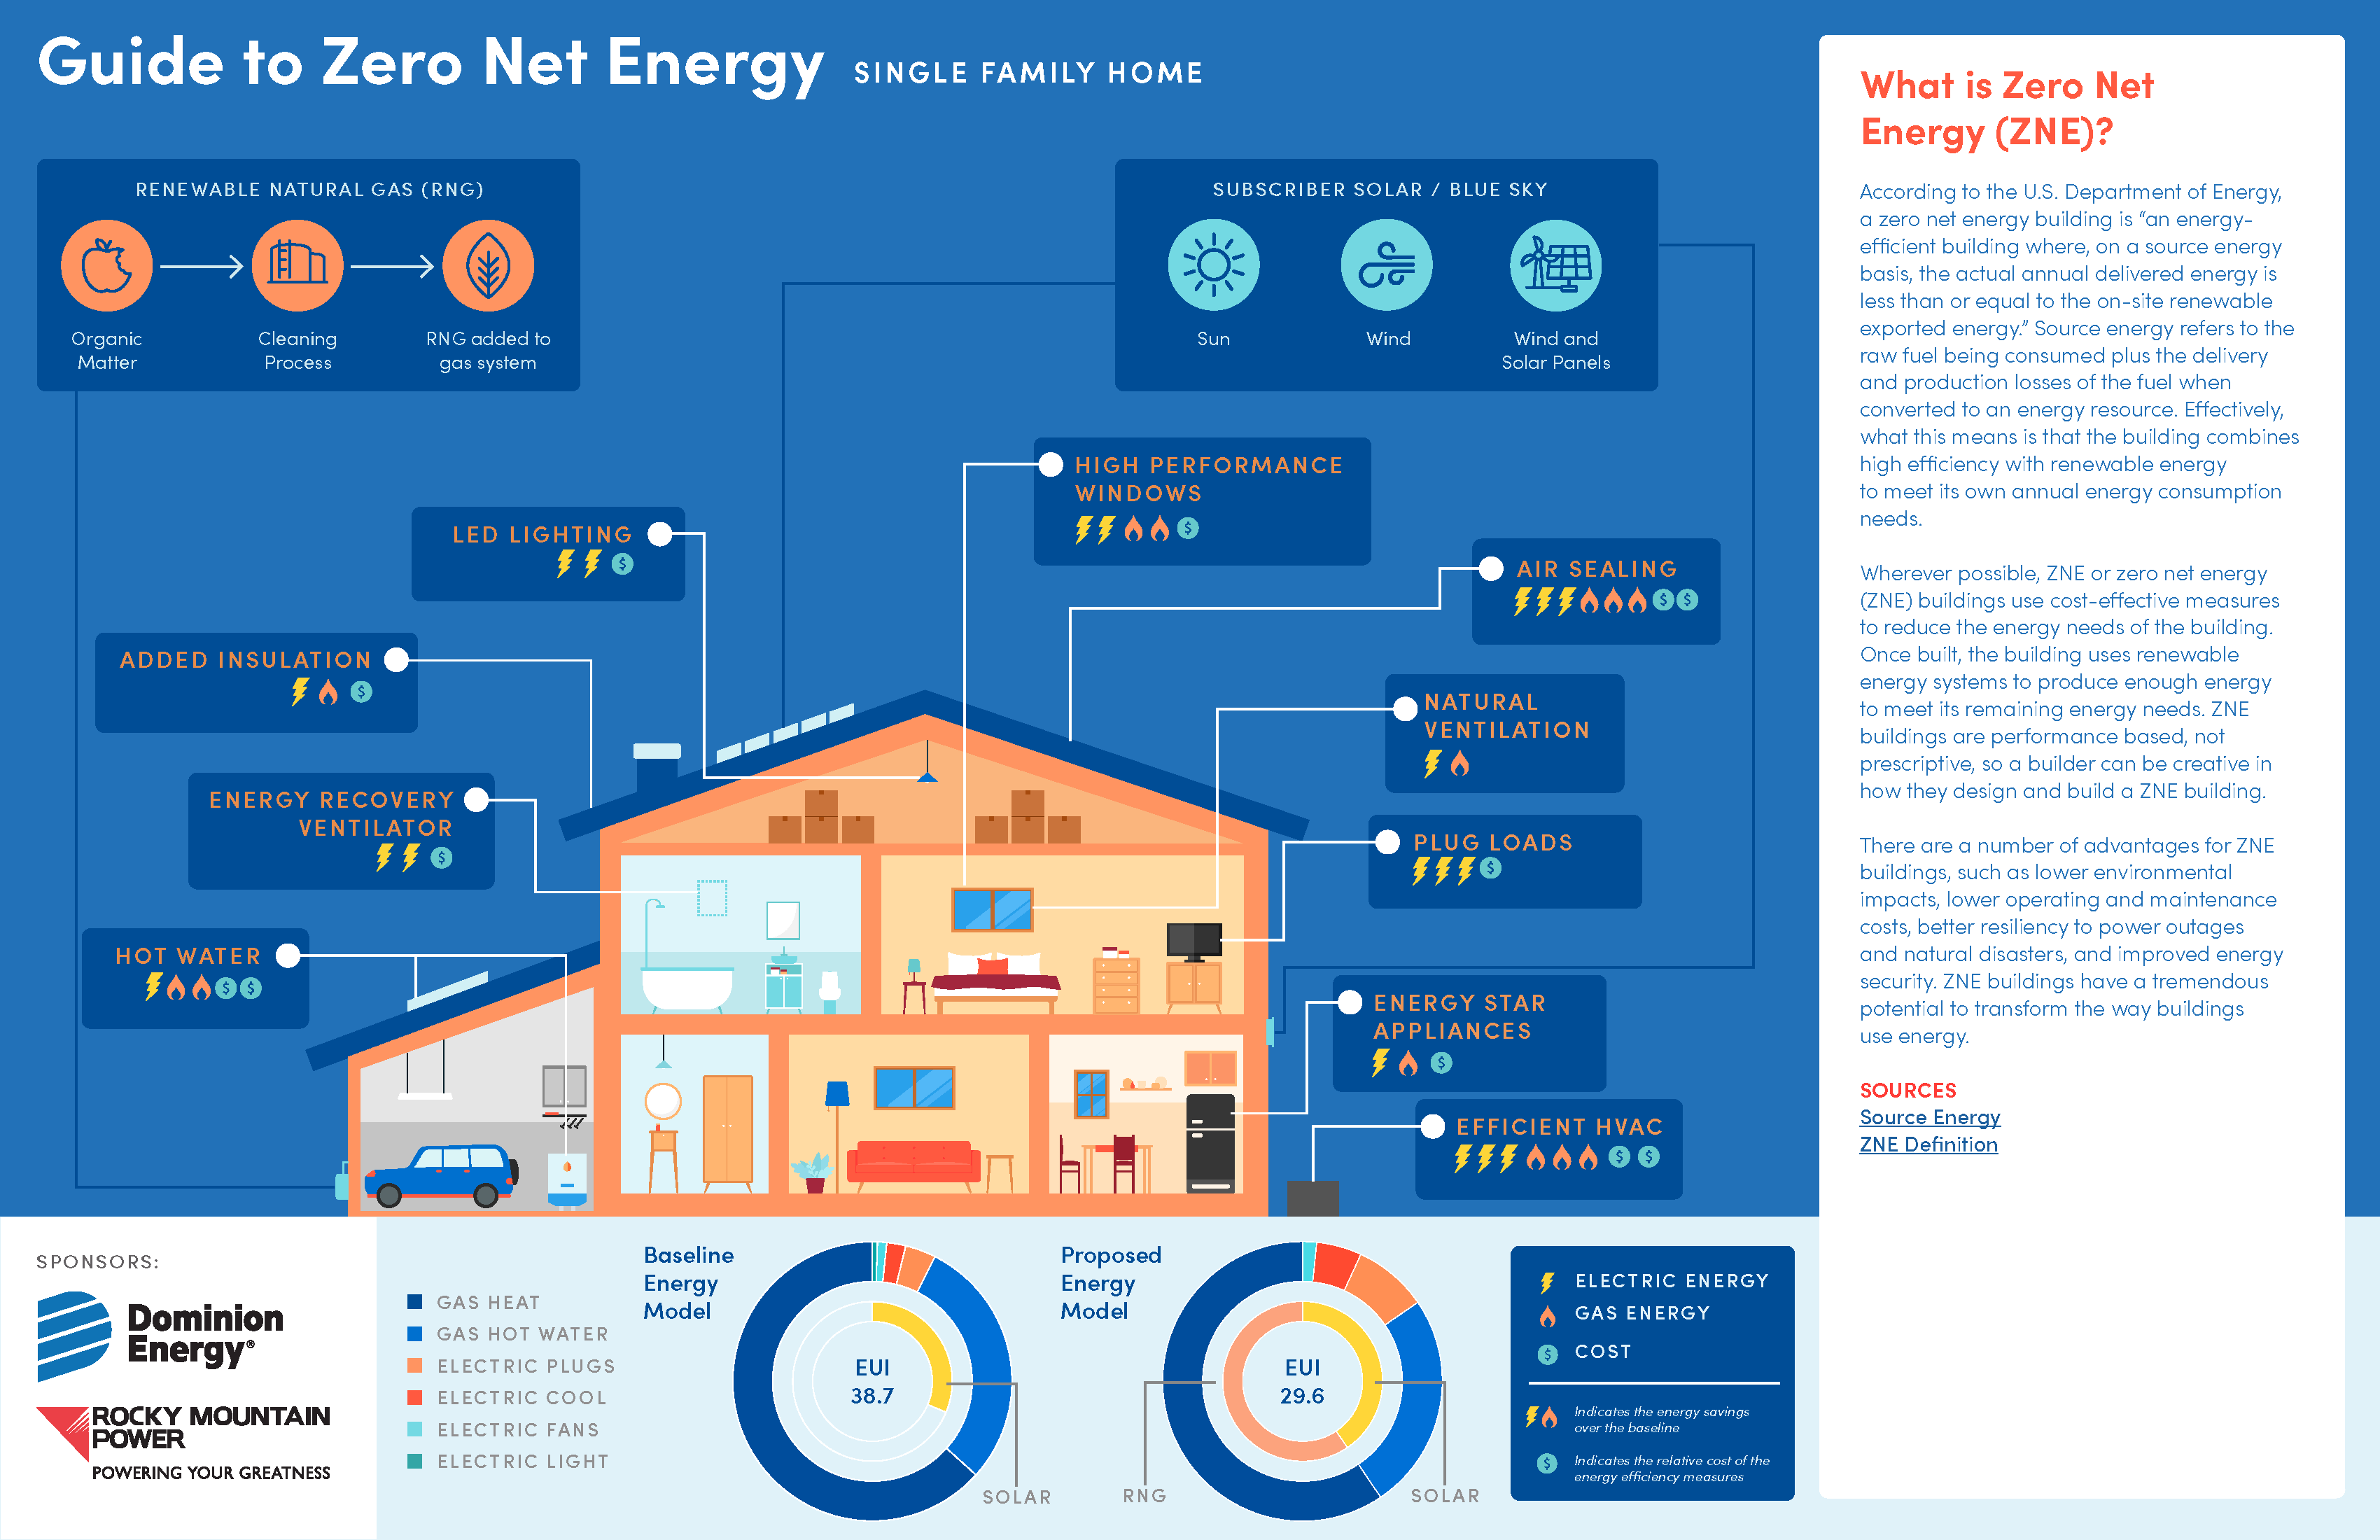 Guide to Zero Net Energy SINGLE FAMILY HOME
RENEWABLE NATURAL GAS (RNG)
Organic
Matter
Cleaning
Process
RNG added to
gas system
SUBSCRIBER SOLAR / BLUE SKY
Sun
Wind
Wind and
Solar Panels
HIGH PERFORMANCE
WINDOWS
$
LED LIGHTING
$
AIR SEALING
$ $
ADDED INSULATION
$
NATURAL
VENTILATION
ENERGY RECOVERY
VENTILATOR
$
PLUG LOADS
$
HOT WATER
$ $
ENERGY STAR
APPLIANCES
$
EFFICIENT HVAC
$ $
What is Zero Net
Energy (ZNE)?
According to the U.S. Department of Energy,
a zero net energy building is “an energy-
efficient building where, on a source energy
basis, the actual annual delivered energy is
less than or equal to the on-site renewable
exported energy.” Source energy refers to the
raw fuel being consumed plus the delivery
and production losses of the fuel when
converted to an energy resource. Effectively,
what this means is that the building combines
high efficiency with renewable energy
to meet its own annual energy consumption
needs.
Wherever possible, ZNE or zero net energy
(ZNE) buildings use cost-effective measures
to reduce the energy needs of the building.
Once built, the building uses renewable
energy systems to produce enough energy
to meet its remaining energy needs. ZNE
buildings are performance based, not
prescriptive, so a builder can be creative in
how they design and build a ZNE building.
There are a number of advantages for ZNE
buildings, such as lower environmental
impacts, lower operating and maintenance
costs, better resiliency to power outages
and natural disasters, and improved energy
security. ZNE buildings have a tremendous
potential to transform the way buildings
use energy.
SOURCES
Source Energy
ZNE Definition
SPONSORS:
Dominion
Energy®
ROCKY MOUNTAIN
POWER
POWERING YOUR GREATNESS
GAS HEAT
GAS HOT WATER
ELECTRIC PLUGS
ELECTRIC COOL
ELECTRIC FANS
ELECTRIC LIGHT
Baseline
Energy
Model
EUI
38.7
SOLAR
Proposed
Energy
Model
EUI
29.6
RNG
SOLAR
ELECTRIC ENERGY
GAS ENERGY
$ COST
Indicates the energy savings
over the baseline
$ Indicates the relative cost of the
energy efficiency measures